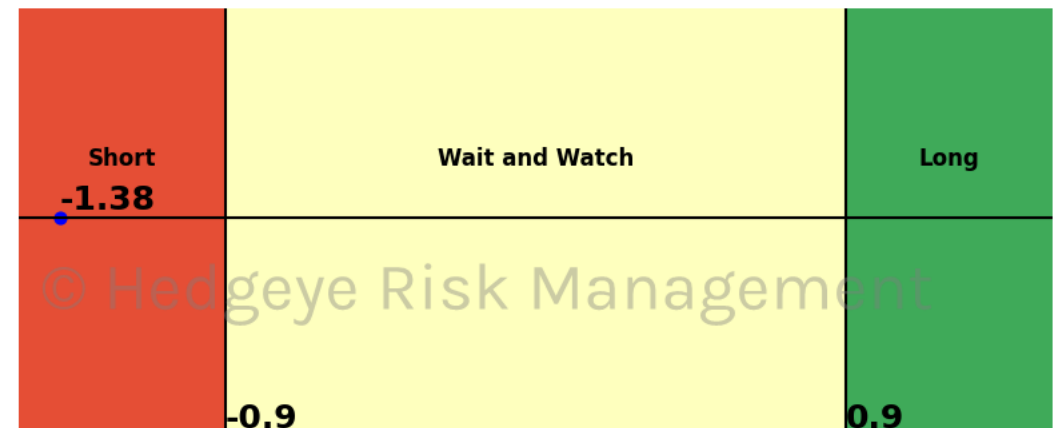 Short
Wait and Watch
Long
-1.38
© Hedgeye Risk Management
-0.9
0.9